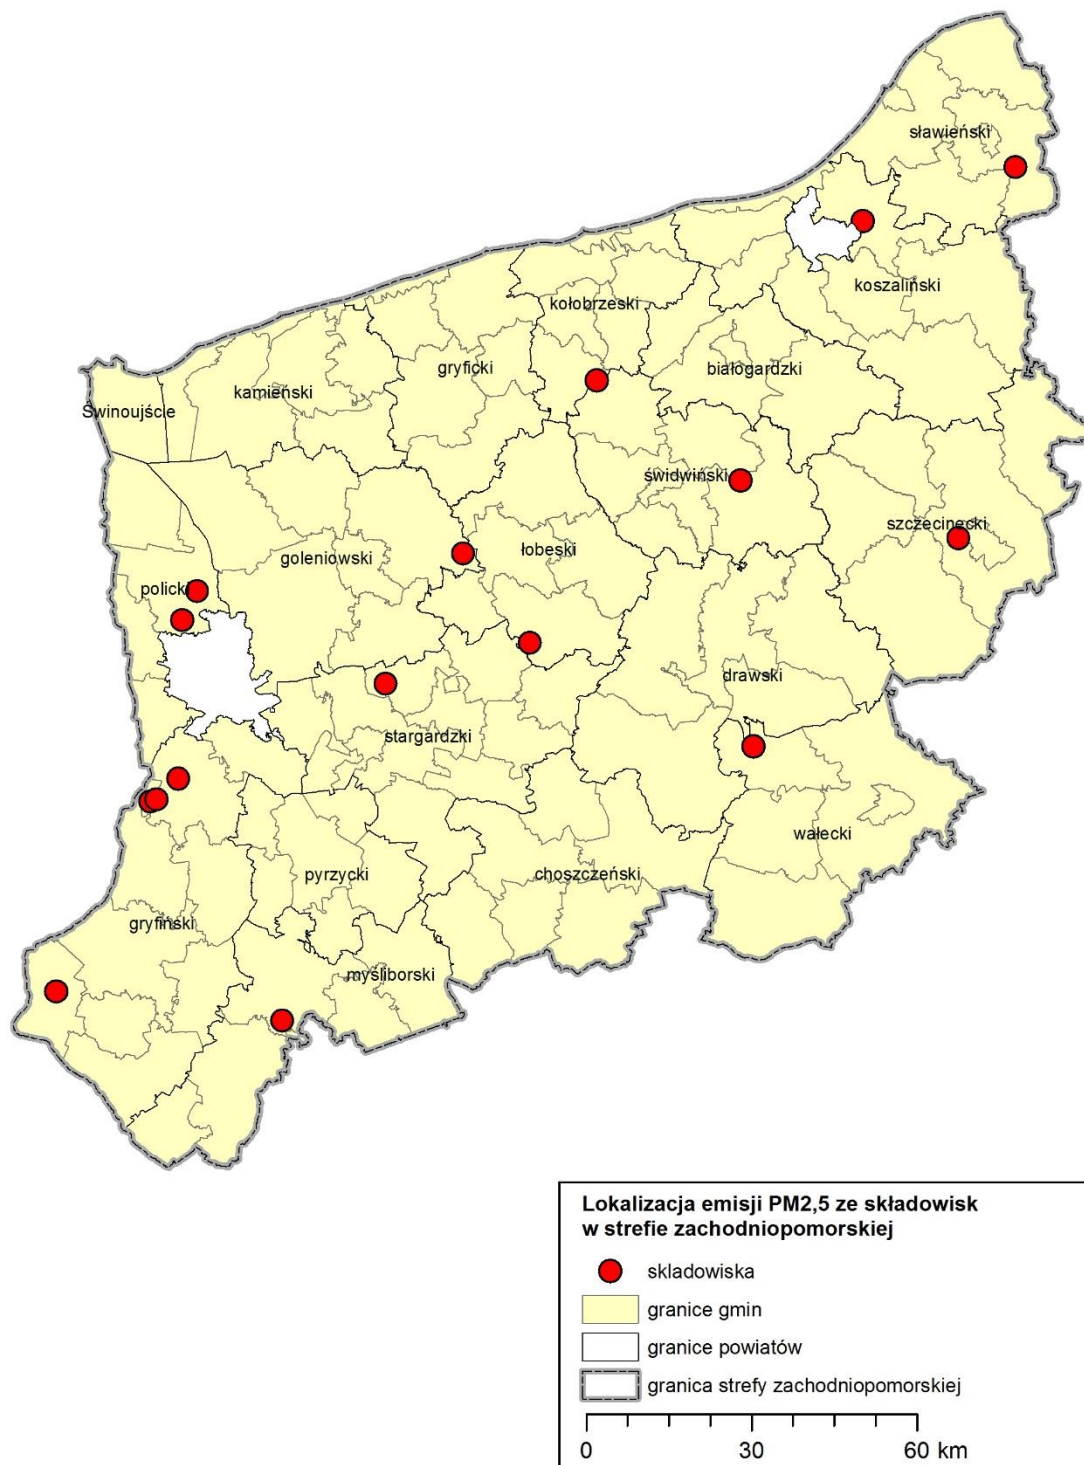 sławieński
koszaliński
kołobrzeski
gryficki
białogardzki
kamieński
Świnoujście
świdwiński
szczecinecki
łobeski
goleniowski
policki
drawski
stargardzki
wałecki
pyrzycki
choszczeński
gryfiński
myśliborski
Lokalizacja emisji PM2,5 ze składowisk
w strefie zachodniopomorskiej
skladowiska
granice gmin
granice powiatów
granica strefy zachodniopomorskiej
0 30 60 km